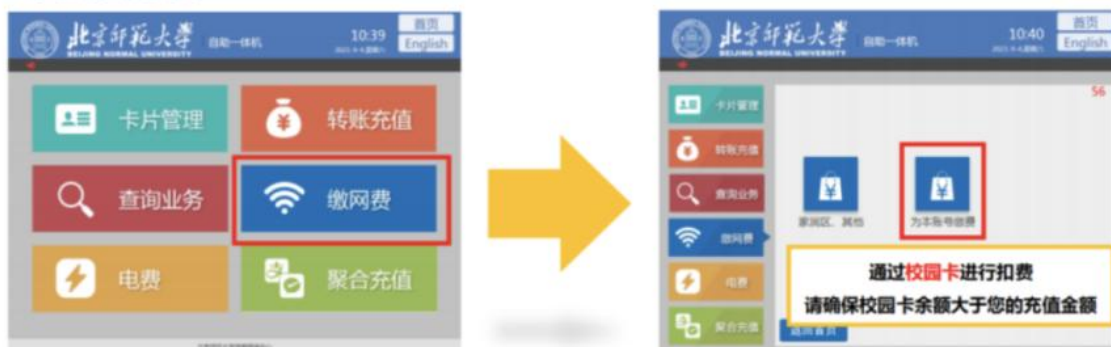 北京师范大学
BEIJING NORMAL UNIVERSITY
自助一体机
10:39
首页
English
卡片管理
转账充值
查询业务
缴网费
电费
聚合充值
北京师范大学
BEIJING NORMAL UNIVERSITY
自助一体机
10:40
首页
English
56
卡片管理
转账充值
查询业务
缴网费
电费
聚合充值
家润区、其他
为本账号缴费
通过校园卡进行扣费
请确保校园卡余额大于您的充值金额
返回首页